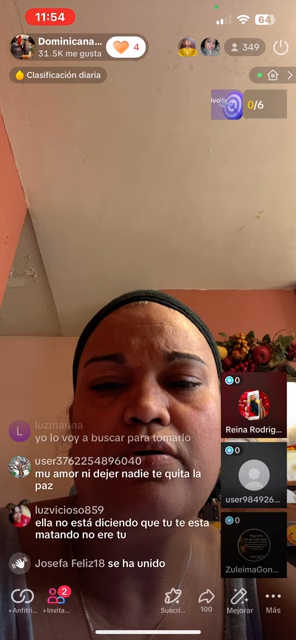 11:54
64
Dominicana...
31.5K me gusta
4
349
Clasificación diaria
ivo
0/6
luzmarina
yo lo voy a buscar para tomarlo
user3762254896040
mu amor ni dejer nadie te quita la
paz
luzvicioso859
ella no está diciendo que tu te esta
matando no ere tu
Josefa Feliz18 se ha unido
0
Reina Rodrig...
0
user984926...
0
ZuleimaGon...
+Anfitri...
2
+Invita...
Suscri...
100
Mejorar
Más